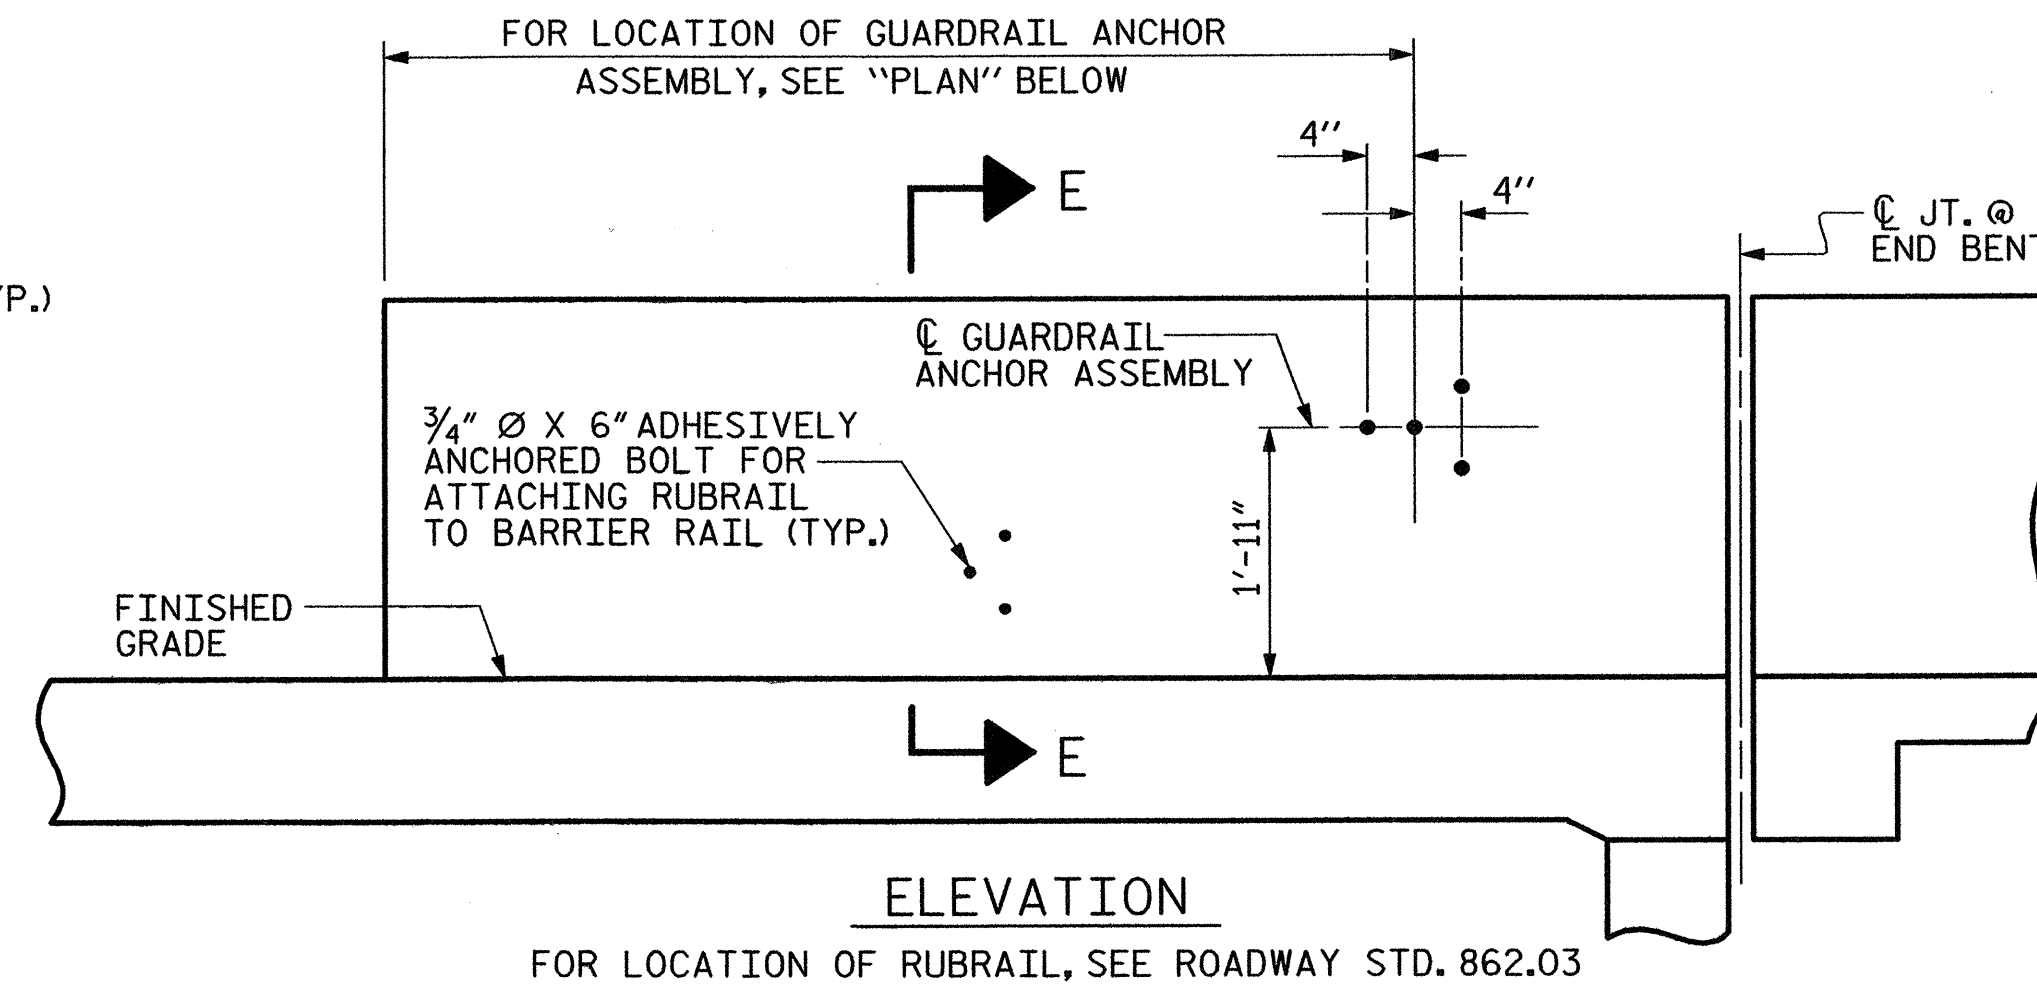 FOR LOCATION OF GUARDRAIL ANCHOR
ASSEMBLY, SEE "PLAN" BELOW
4"
4"
E
℄ JT. @
END BENT
YP.)
℄ GUARDRAIL
ANCHOR ASSEMBLY
3/4" Ø X 6" ADHESIVELY
ANCHORED BOLT FOR
ATTACHING RUBRAIL
TO BARRIER RAIL (TYP.)
1'-11"
FINISHED
GRADE
E
ELEVATION
FOR LOCATION OF RUBRAIL, SEE ROADWAY STD. 862.03